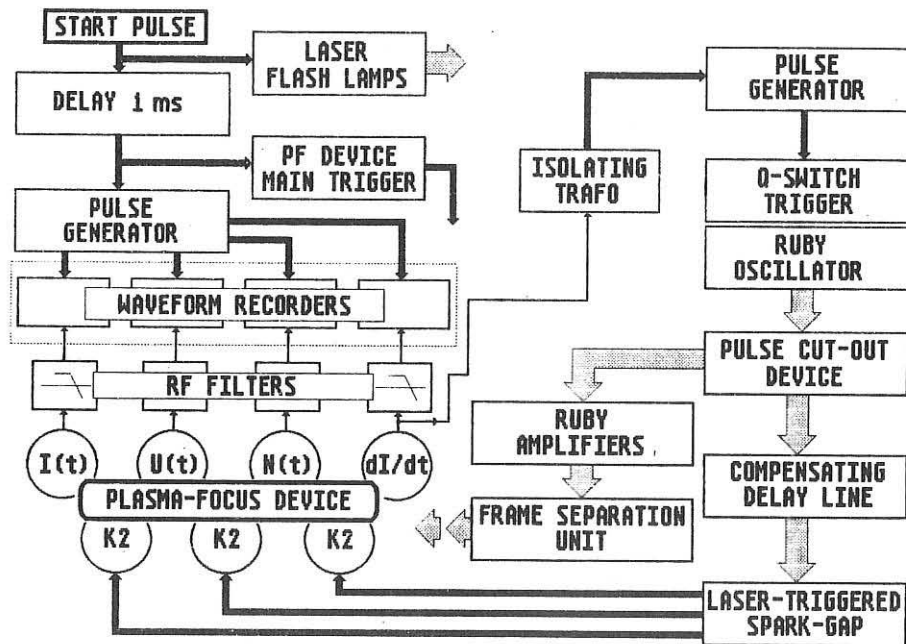 START PULSE
LASER
FLASH LAMPS
DELAY 1 ms
PF DEVICE
MAIN TRIGGER
PULSE
GENERATOR
WAVEFORM RECORDERS
RF FILTERS
I(t)
U(t)
N(t)
dI/dt
PLASMA-FOCUS DEVICE
K2
K2
K2
ISOLATING
TRAFO
PULSE
GENERATOR
Q-SWITCH
TRIGGER
RUBY
OSCILLATOR
PULSE CUT-OUT
DEVICE
RUBY
AMPLIFIERS
FRAME SEPARATION
UNIT
COMPENSATING
DELAY LINE
LASER-TRIGGERED
SPARK-GAP